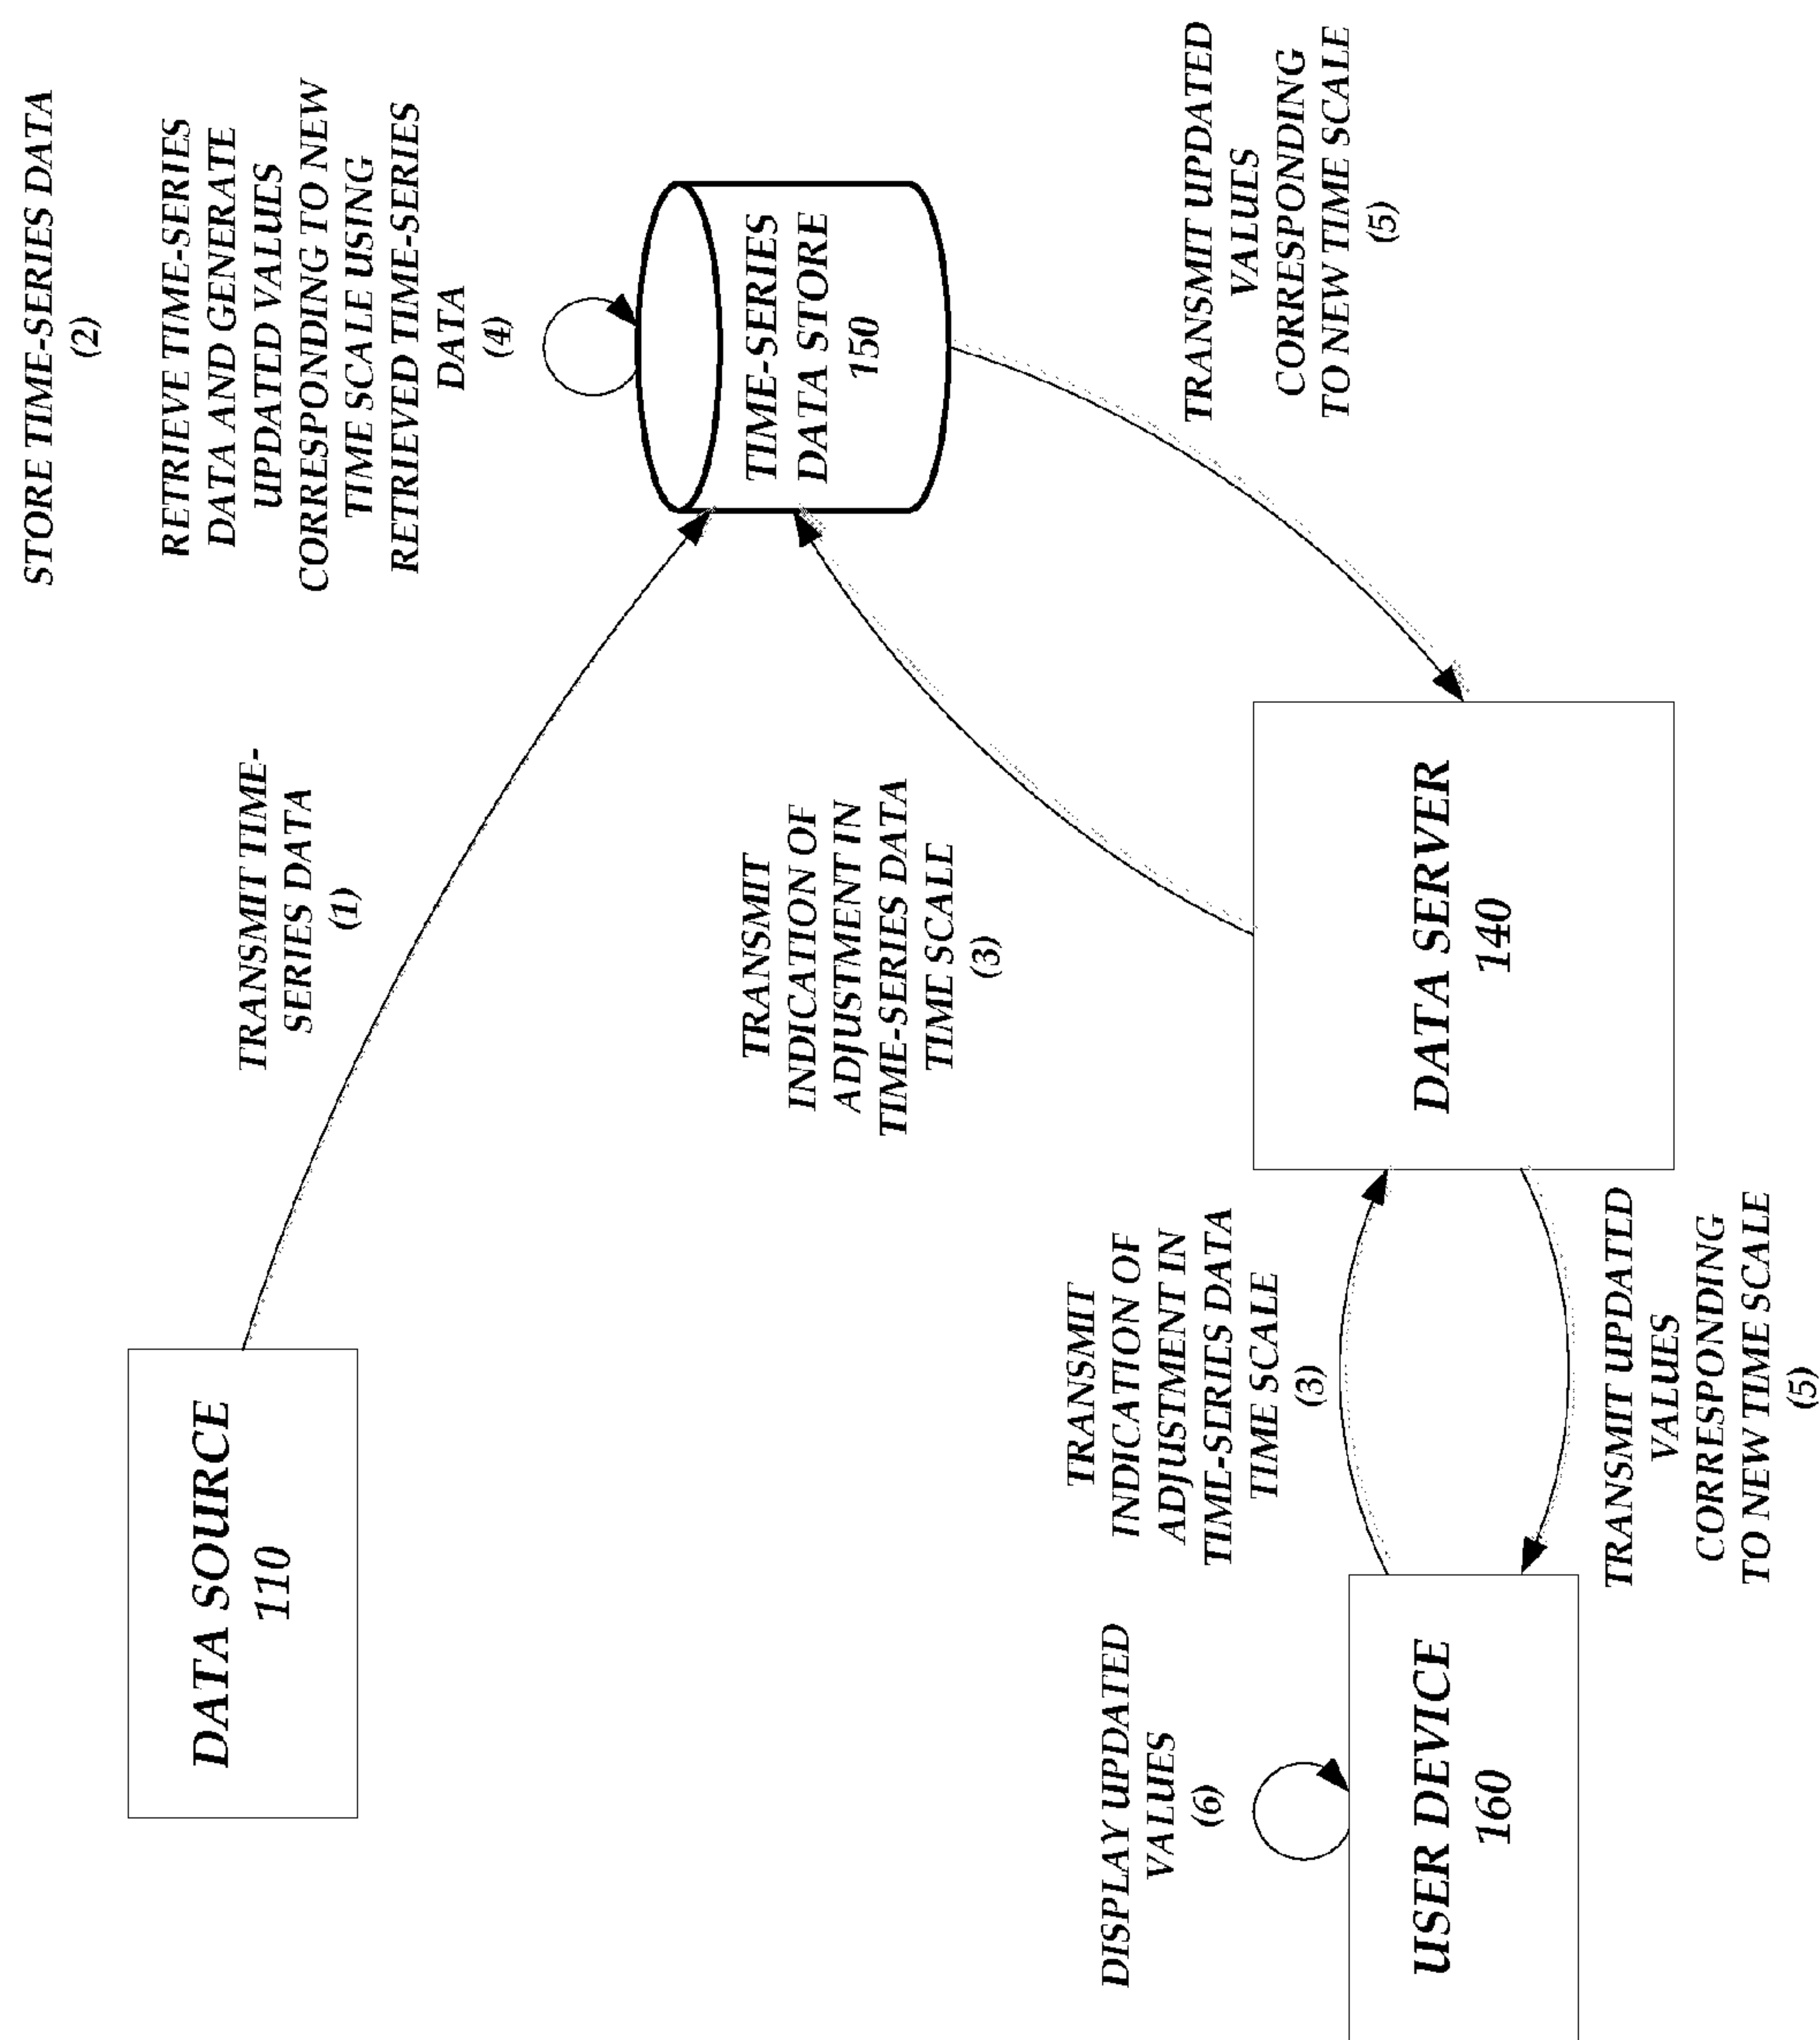 STORE TIME-SERIES DATA
(2)
RETRIEVE TIME-SERIES
DATA AND GENERATE
UPDATED VALUES
CORRESPONDING TO NEW
TIME SCALE USING
RETRIEVED TIME-SERIES
DATA
(4)
TRANSMIT TIME-
SERIES DATA
(1)
DATA SOURCE
110
TIME-SERIES
DATA STORE
150
TRANSMIT
INDICATION OF
ADJUSTMENT IN
TIME-SERIES DATA
TIME SCALE
(3)
TRANSMIT UPDATED
VALUES
CORRESPONDING
TO NEW TIME SCALE
(5)
DISPLAY UPDATED
VALUES
(6)
TRANSMIT
INDICATION OF
ADJUSTMENT IN
TIME-SERIES DATA
TIME SCALE
(3)
USER DEVICE
160
DATA SERVER
140
TRANSMIT UPDATED
VALUES
CORRESPONDING
TO NEW TIME SCALE
(5)